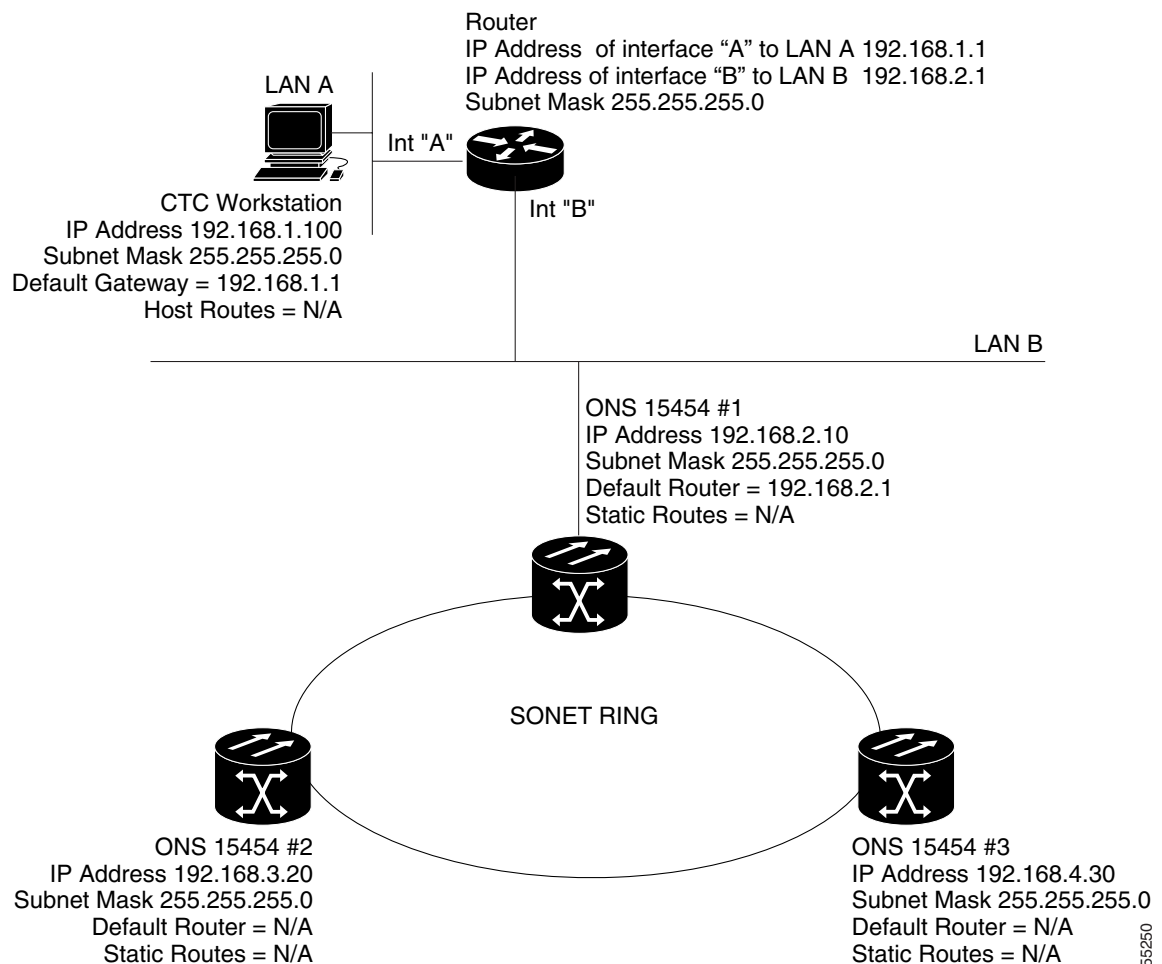 Router
IP Address  of interface “A” to LAN A 192.168.1.1
IP Address of interface “B” to LAN B  192.168.2.1
Subnet Mask 255.255.255.0
LAN A
Int "A"
CTC Workstation
IP Address 192.168.1.100
Subnet Mask 255.255.255.0
Default Gateway = 192.168.1.1
Host Routes = N/A
Int "B"
LAN B
ONS 15454 #1
IP Address 192.168.2.10
Subnet Mask 255.255.255.0
Default Router = 192.168.2.1
Static Routes = N/A
SONET RING
ONS 15454 #2
IP Address 192.168.3.20
Subnet Mask 255.255.255.0
Default Router = N/A
Static Routes = N/A
ONS 15454 #3
IP Address 192.168.4.30
Subnet Mask 255.255.255.0
Default Router = N/A
Static Routes = N/A
55250